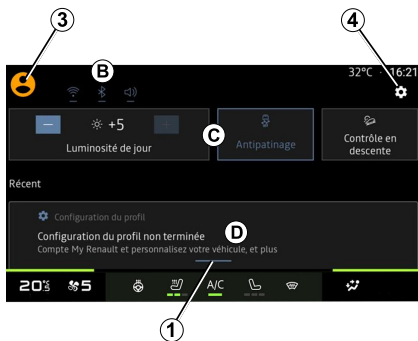 3
4
B
32°C · 16:21
+5
C
Luminosité de jour
Antipatinage
Contrôle en
descente
Récent
Configuration du profil
Configuration du profil non terminée
D
Compte My Renault et personnalisez votre véhicule, et plus
20 5 A/C
1